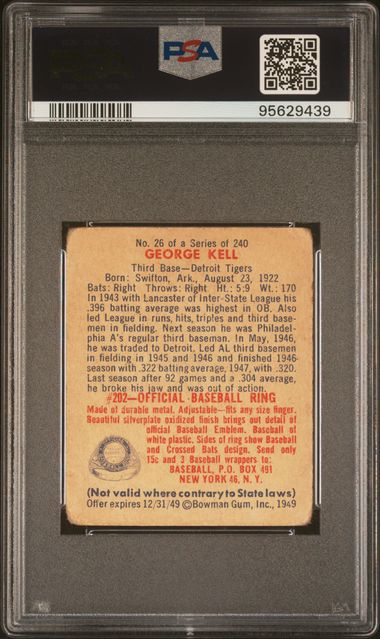 PSA
95629439
No. 26 of a Series of 240
GEORGE KELL
Third Base—Detroit Tigers
Born: Swifton, Ark., August 23, 1922
Bats: Right Throws: Right Ht.: 5:9 Wt.: 170
In 1943 with Lancaster of Inter-State League his
.396 batting average was highest in OB. Also
led League in runs, hits, triples and third base-
men in fielding. Next season he was Philadel-
phia A's regular third baseman. In May, 1946,
he was traded to Detroit. Led AL third basemen
in fielding in 1945 and 1946 and finished 1946
season with .322 batting average, 1947, with .320.
Last season after 92 games and a .304 average,
he broke his jaw and was out of action.
#202—OFFICIAL BASEBALL RING
Made of durable metal. Adjustable—fits any size finger.
Beautiful silverplate oxidized finish brings out detail of
official Baseball Emblem. Baseball of
white plastic. Sides of ring show Baseball
and Crossed Bats design. Send only
15c and 3 Baseball wrappers to:
BASEBALL, P.O. BOX 491
NEW YORK 46, N. Y.
(Not valid where contrary to State laws)
Offer expires 12/31/49 ©Bowman Gum, Inc., 1949